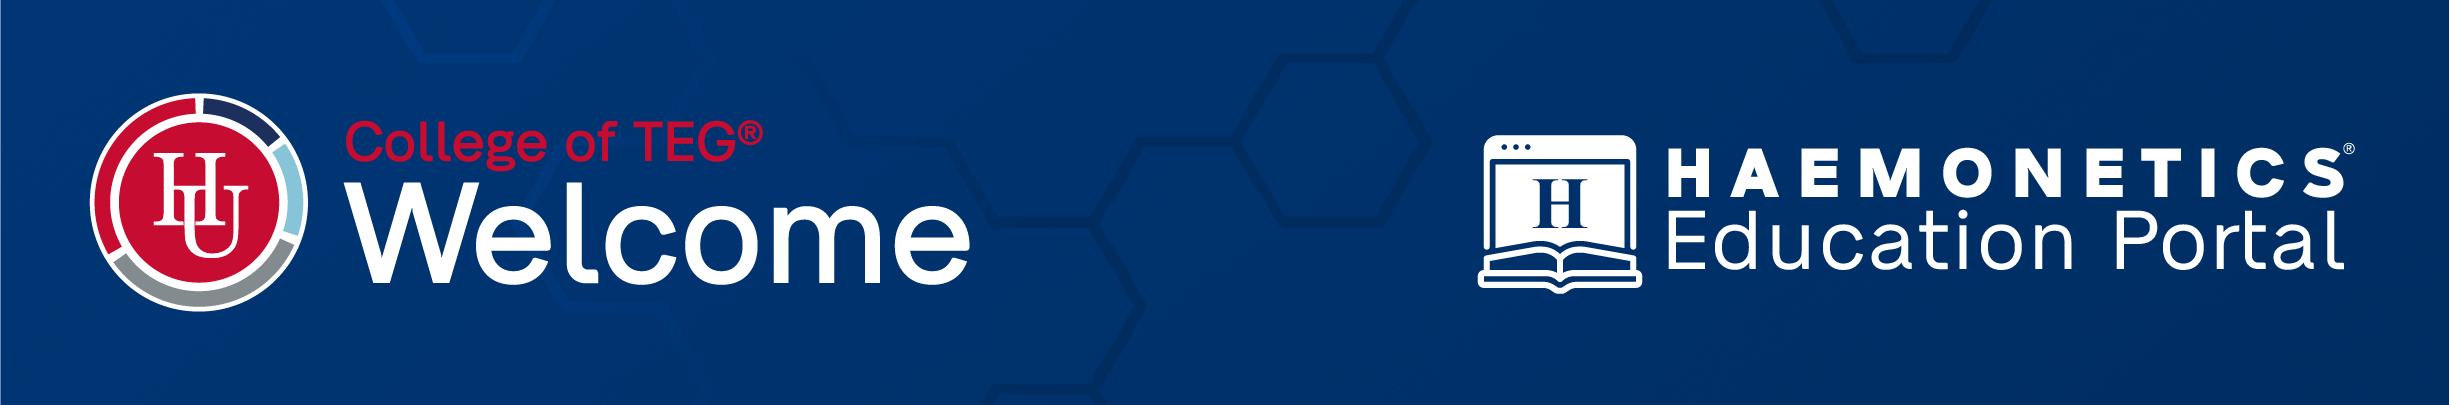 HU
College of TEG®
Welcome
H
HAEMONETICS®
Education Portal